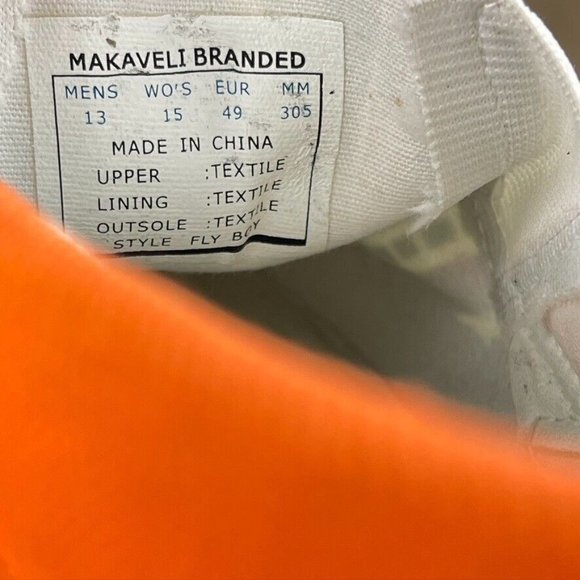 MAKAVELI BRANDED
MENS WO'S EUR MM
13 15 49 305
MADE IN CHINA
UPPER :TEXTILE
LINING :TEXTILE
OUTSOLE :TEXTILE
STYLE FLY BOY